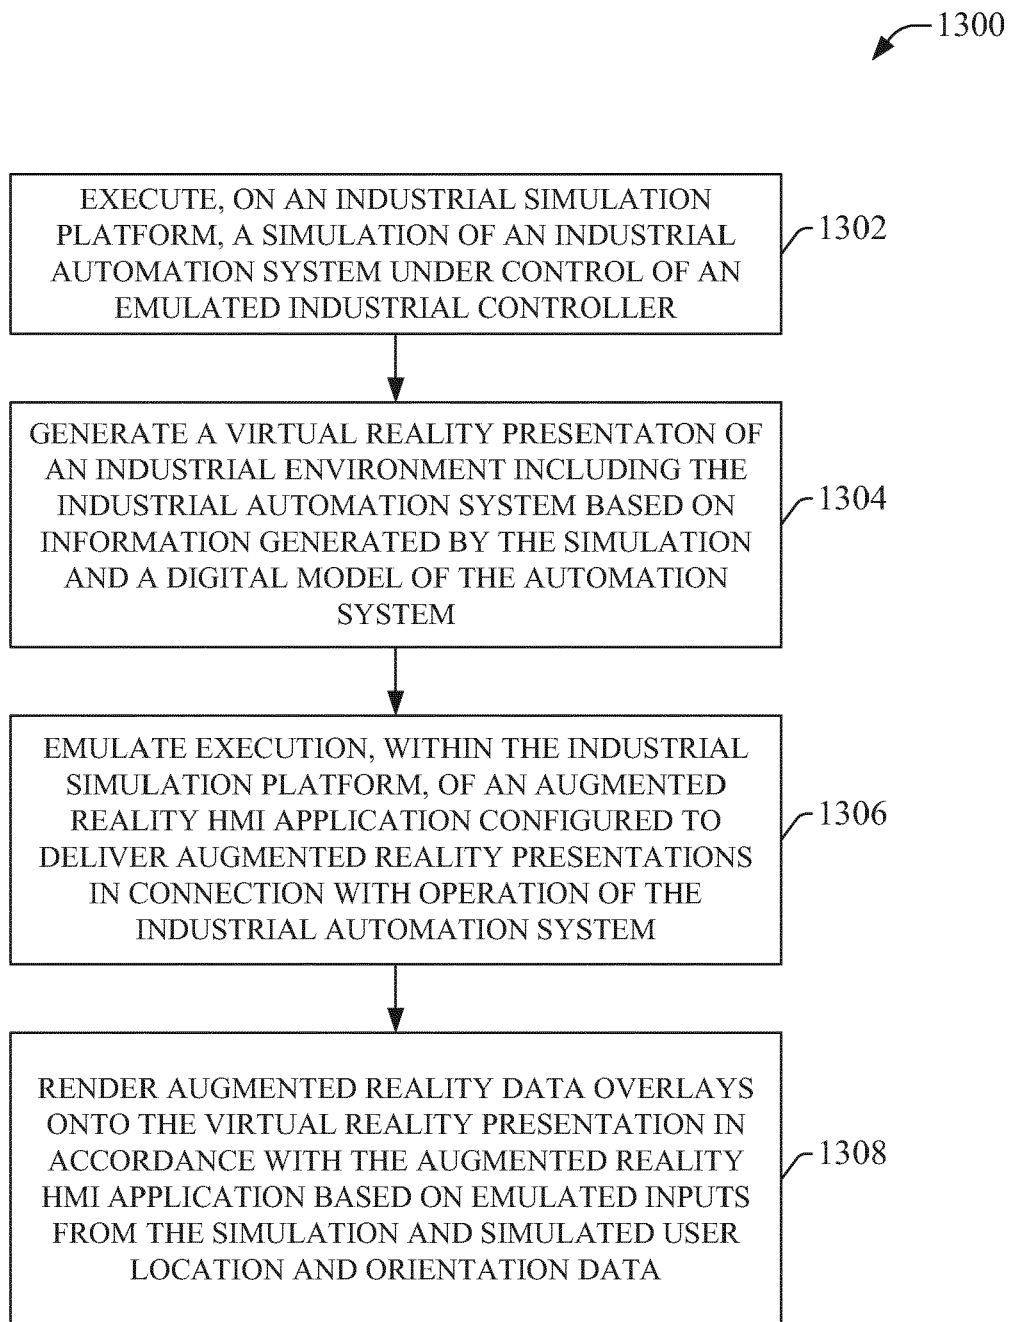 1300
EXECUTE, ON AN INDUSTRIAL SIMULATION
PLATFORM, A SIMULATION OF AN INDUSTRIAL
AUTOMATION SYSTEM UNDER CONTROL OF AN
EMULATED INDUSTRIAL CONTROLLER
1302
GENERATE A VIRTUAL REALITY PRESENTATON OF
AN INDUSTRIAL ENVIRONMENT INCLUDING THE
INDUSTRIAL AUTOMATION SYSTEM BASED ON
INFORMATION GENERATED BY THE SIMULATION
AND A DIGITAL MODEL OF THE AUTOMATION
SYSTEM
1304
EMULATE EXECUTION, WITHIN THE INDUSTRIAL
SIMULATION PLATFORM, OF AN AUGMENTED
REALITY HMI APPLICATION CONFIGURED TO
DELIVER AUGMENTED REALITY PRESENTATIONS
IN CONNECTION WITH OPERATION OF THE
INDUSTRIAL AUTOMATION SYSTEM
1306
RENDER AUGMENTED REALITY DATA OVERLAYS
ONTO THE VIRTUAL REALITY PRESENTATION IN
ACCORDANCE WITH THE AUGMENTED REALITY
HMI APPLICATION BASED ON EMULATED INPUTS
FROM THE SIMULATION AND SIMULATED USER
LOCATION AND ORIENTATION DATA
1308